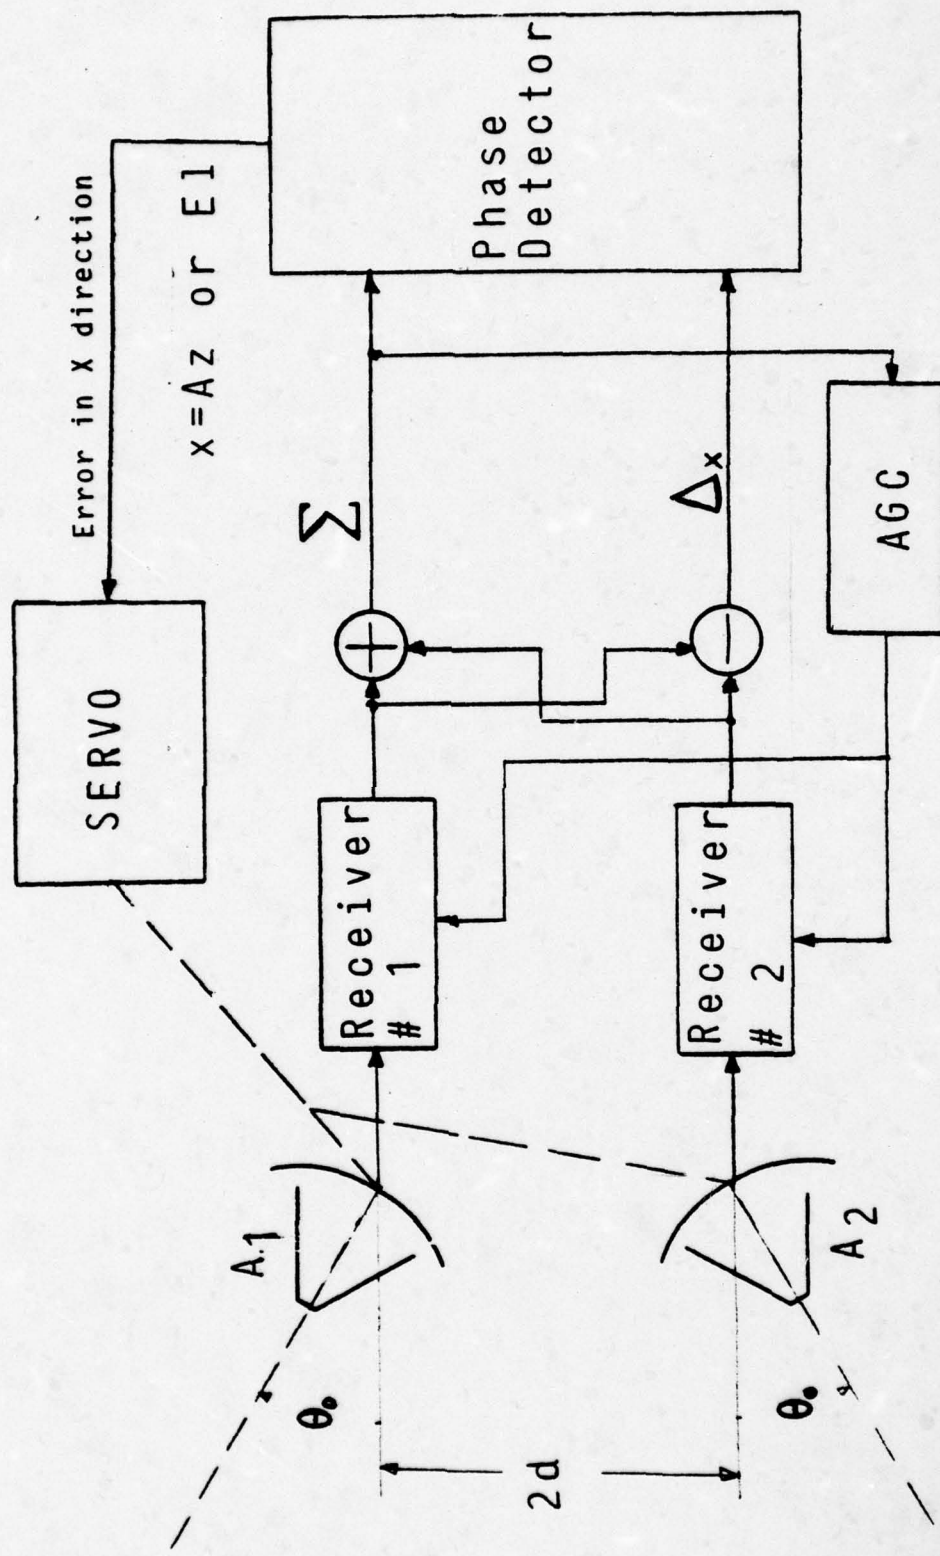 Error in X direction
x=Az or El
SERVO
Σ
Δx
Phase
Detector
Receiver
# 1
Receiver
# 2
AGC
A1
A2
θ₀
θ₀
2d